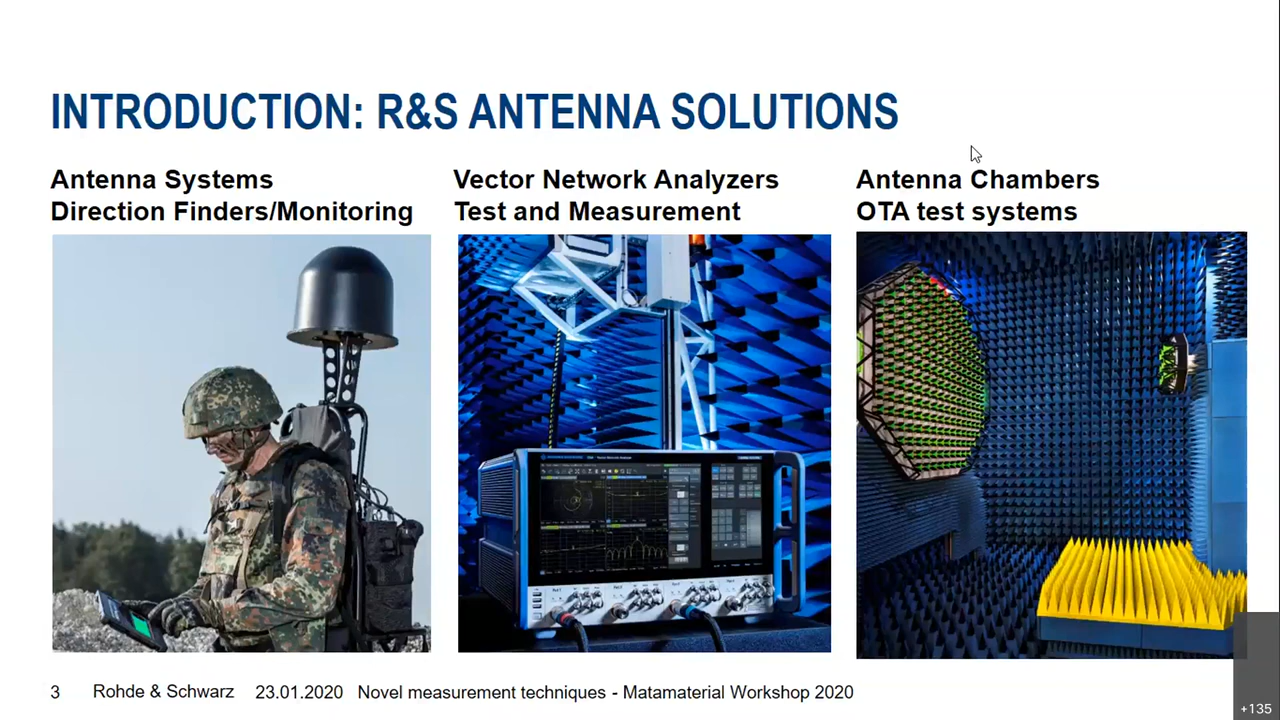 INTRODUCTION: R&S ANTENNA SOLUTIONS
Antenna Systems
Direction Finders/Monitoring
Vector Network Analyzers
Test and Measurement
Antenna Chambers
OTA test systems
3 Rohde & Schwarz 23.01.2020 Novel measurement techniques - Matamaterial Workshop 2020
+135